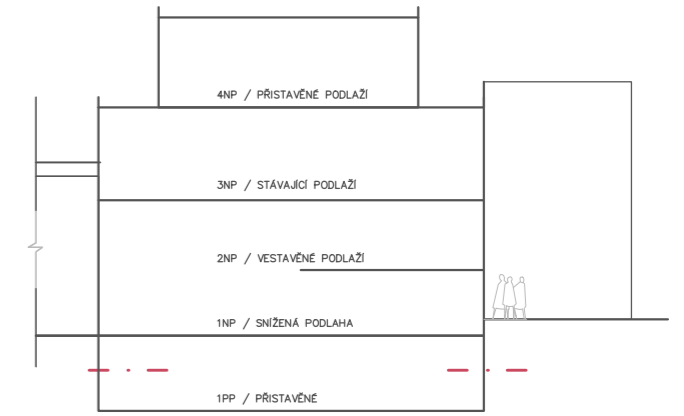 4NP / PŘISTAVĚNÉ PODLAŽÍ
3NP / STÁVAJÍCÍ PODLAŽÍ
2NP / VESTAVĚNÉ PODLAŽÍ
1NP / SNÍŽENÁ PODLAHA
1PP / PŘISTAVĚNÉ